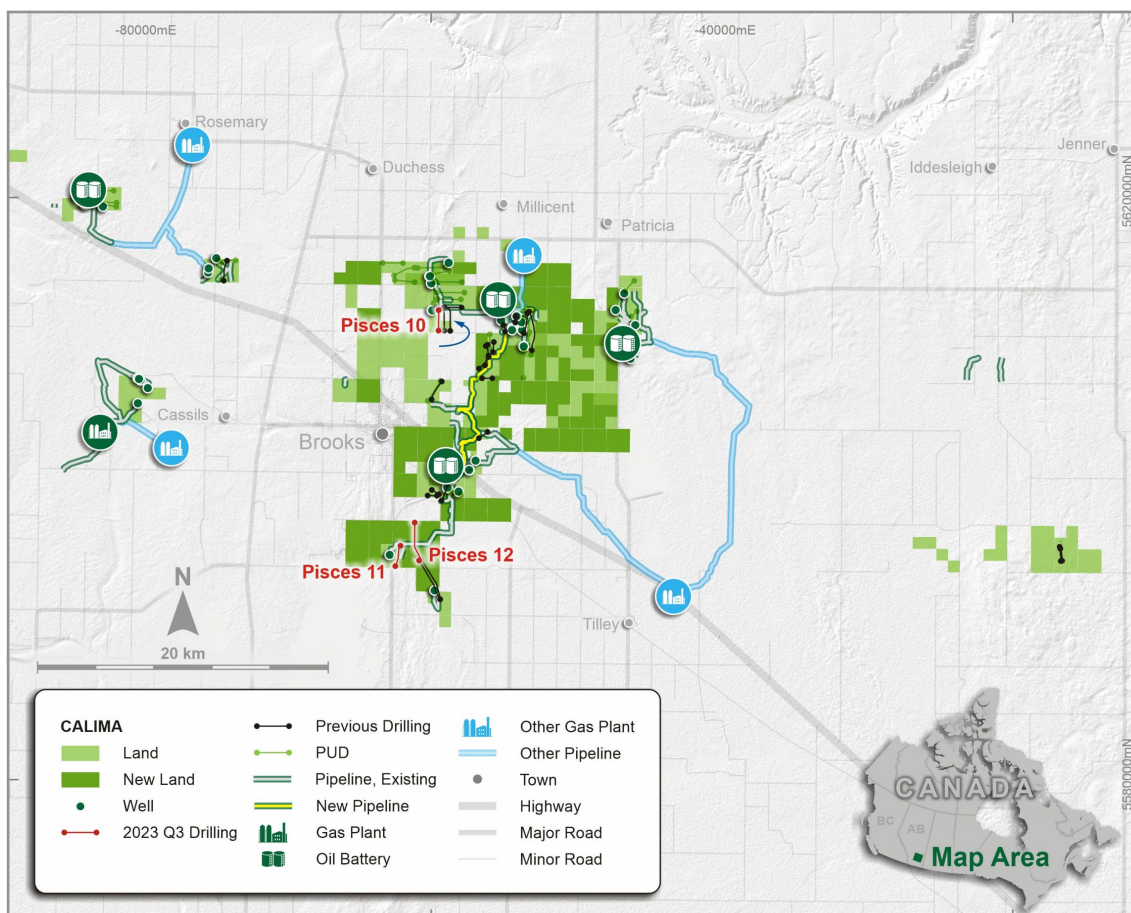 -80000mE
-40000mE
Rosemary
Duchess
Iddesleigh
Jenner
5620000mN
Millicent
Patricia
Pisces 10
Cassils
Brooks
Pisces 12
Pisces 11
N
Tilley
20 km
CALIMA
Land
New Land
Well
2023 Q3 Drilling
Previous Drilling
PUD
Pipeline, Existing
New Pipeline
Gas Plant
Oil Battery
Other Gas Plant
Other Pipeline
Town
Highway
Major Road
Minor Road
5580000mN
CANADA
BC
AB
Map Area